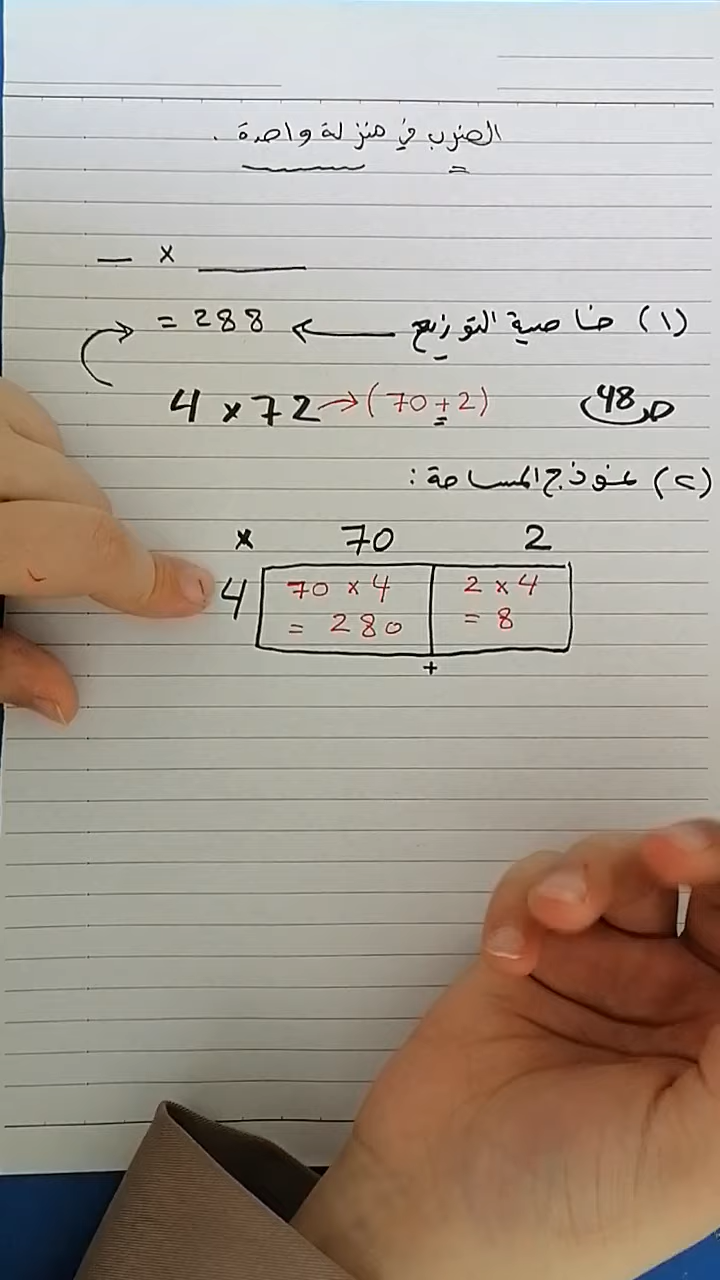 الضرب في منزلة واحدة .
_ × ____
(١) خاصية التوزيع ← = 288
4 × 72 → (70 + 2) ص 48
(٢) نموذج المساحة :
× 70 2
4 70 × 4 2 × 4
= 280 = 8
+